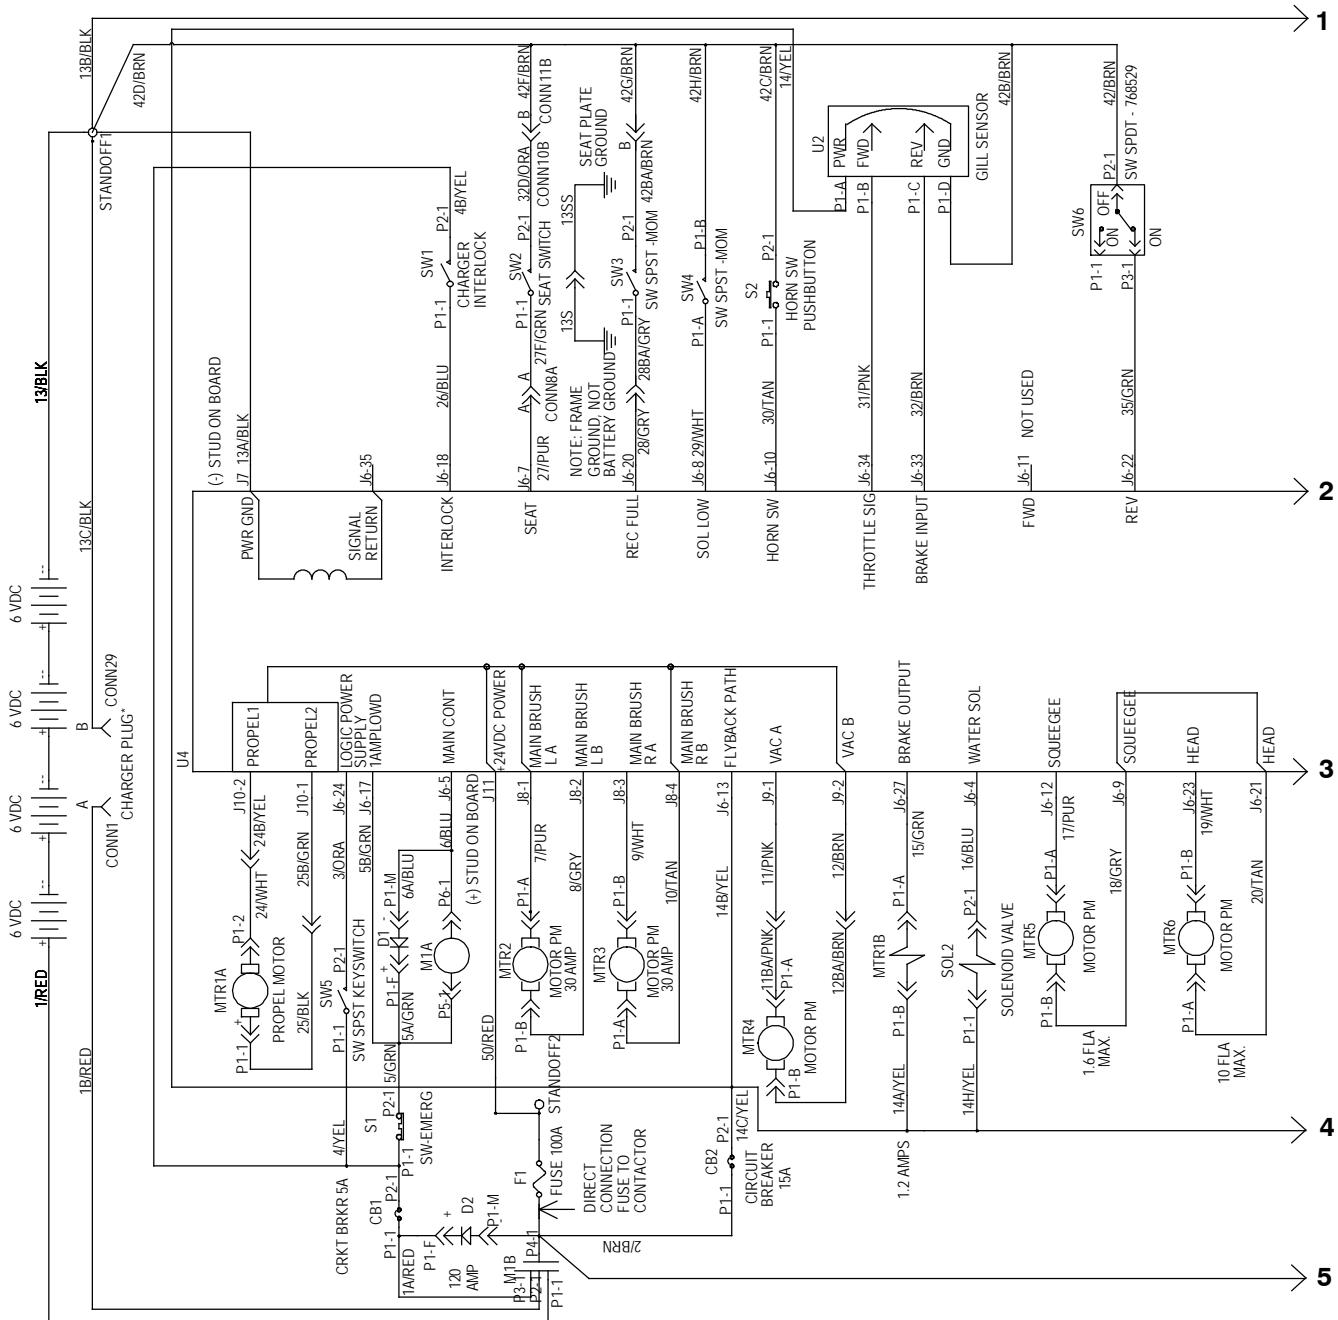 1
13B/BLK
42D/BRN
STANDOFF1
42F/BRN
CONN11B
B
32D/ORA
CONN10B
P2-1
SEAT PLATE
GROUND
42G/BRN
B
42BA/BRN
P2-1
42H/BRN
P1-B
42C/BRN
14/YEL
P2-1
U2
PWR
FWD
REV
GND
GILL SENSOR
P1-A
P1-B
P1-C
P1-D
42B/BRN
42/BRN
SW SPDT - 768529
P2-1
SW6
OFF
ON
ON
P1-1
P3-1
P2-1
4B/YEL
SW1
CHARGER
INTERLOCK
P1-1
SW2
SEAT SWITCH
P1-1
27F/GRN
13SS
13S
SW3
SW SPST -MOM
P1-1
28BA/GRY
SW4
SW SPST -MOM
P1-A
S2
HORN SW
PUSHBUTTON
P1-1
13/BLK
(-) STUD ON BOARD
J7 13A/BLK
J6-35
26/BLU
J6-18
A
A
CONN8A
27/PUR
J6-7
NOTE: FRAME
GROUND, NOT
BATTERY GROUND
28/GRY
J6-20
29/WHT
J6-8
30/TAN
J6-10
31/PNK
J6-34
32/BRN
J6-33
NOT USED
J6-11
35/GRN
J6-22
2
13C/BLK
PWR GND
SIGNAL
RETURN
INTERLOCK
SEAT
REC FULL
SOL LOW
HORN SW
THROTTLE SIG
BRAKE INPUT
FWD
REV
6 VDC
-- +
6 VDC
-- +
6 VDC
-- +
6 VDC
-- +
B
CONN29
CHARGER PLUG*
A
CONN1
U4
PROPEL1
PROPEL2
LOGIC POWER
SUPPLY
1AMPLOWD
MAIN CONT
+24VDC POWER
MAIN BRUSH
L A
MAIN BRUSH
L B
MAIN BRUSH
R A
MAIN BRUSH
R B
FLYBACK PATH
VAC A
VAC B
BRAKE OUTPUT
WATER SOL
SQUEEGEE
SQUEEGEE
HEAD
HEAD
3
J10-2
J10-1
J6-24
J6-17
J6-5
J11
(+) STUD ON BOARD
J8-1
J8-2
J8-3
J8-4
J6-13
J9-1
J9-2
J6-27
J6-4
J6-12
J6-9
J6-23
J6-21
24B/YEL
25B/GRN
3/ORA
5B/GRN
6/BLU
7/PUR
8/GRY
9/WHT
10/TAN
14B/YEL
11/PNK
12/BRN
15/GRN
16/BLU
17/PUR
18/GRY
19/WHT
20/TAN
24/WHT
P1-2
P1-M
6A/BLU
P6-1
P1-A
P1-B
P1-A
P2-1
P1-A
P1-B
MTR1A
PROPEL MOTOR
P1-1
+
25/BLK
SW5
P2-1
SW SPST KEYSWITCH
P1-1
D1
-
+
P1-F
5A/GRN
M1A
P5-1
MTR2
MOTOR PM
30 AMP
P1-B
MTR3
MOTOR PM
30 AMP
P1-A
11BA/PNK
P1-A
12BA/BRN
MTR4
MOTOR PM
P1-B
MTR1B
P1-B
SOL2
SOLENOID VALVE
P1-1
MTR5
MOTOR PM
P1-B
1.6 FLA
MAX.
MTR6
MOTOR PM
P1-A
10 FLA
MAX.
1/RED
1B/RED
4/YEL
S1
P2-1
5/GRN
P1-1
SW-EMERG
50/RED
STANDOFF2
14C/YEL
P2-1
14A/YEL
14H/YEL
1.2 AMPS
4
CRKT BRKR 5A
CB1
P2-1
P1-1
F1
FUSE 100A
DIRECT
CONNECTION
FUSE TO
CONTACTOR
CB2
CIRCUIT
BREAKER
15A
P1-1
1A/RED
P1-F
+
D2
P1-M
120
AMP
M1B
P4-1
P3-1
P2-1
P1-1
2/BRN
5